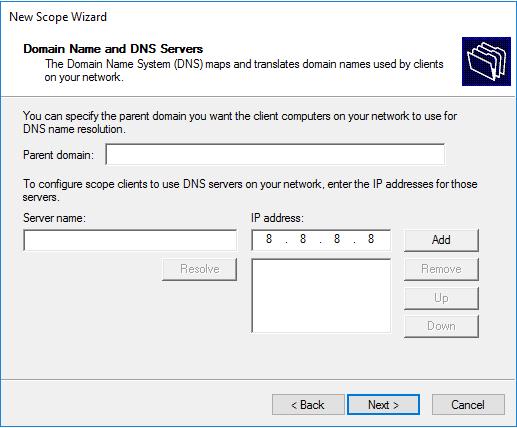 New Scope Wizard
Domain Name and DNS Servers
The Domain Name System (DNS) maps and translates domain names used by clients
on your network.
You can specify the parent domain you want the client computers on your network to use for
DNS name resolution.
Parent domain:
To configure scope clients to use DNS servers on your network, enter the IP addresses for those
servers.
Server name:
IP address:
8 . 8 . 8 . 8
Add
Resolve
Remove
Up
Down
< Back
Next >
Cancel